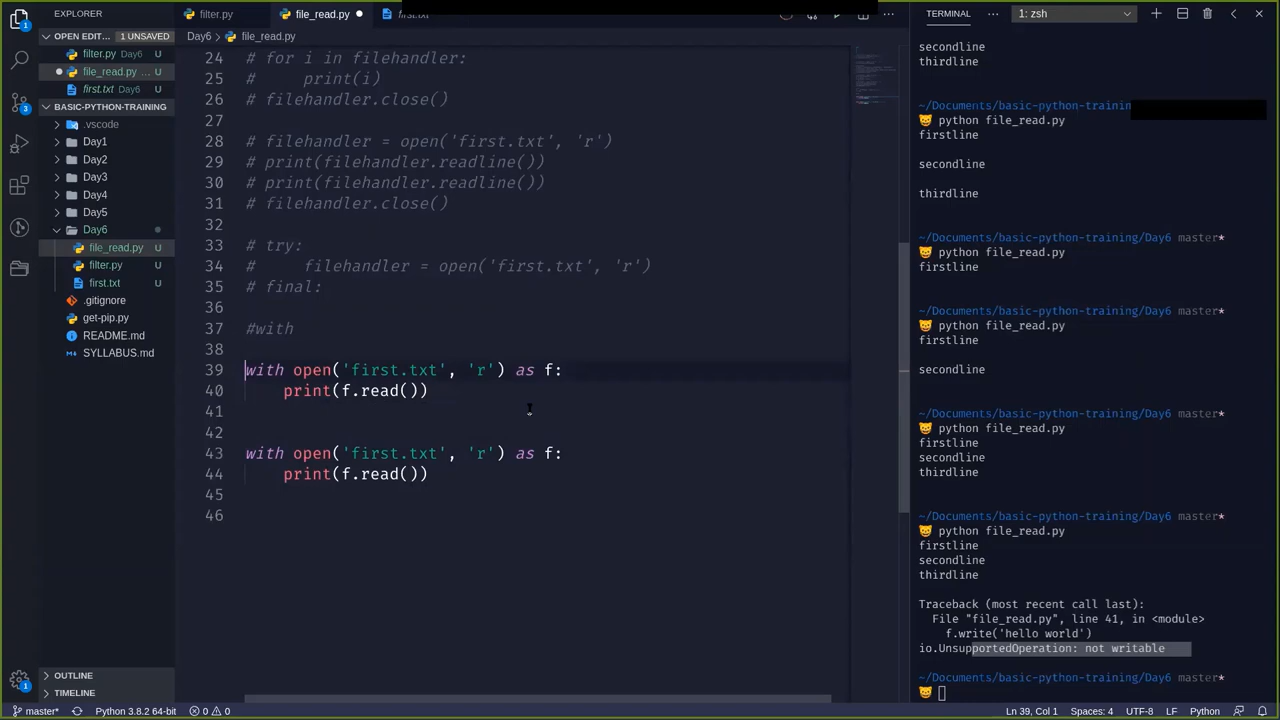 EXPLORER
OPEN EDIT... 1 UNSAVED
filter.py Day6
file_read.py ...
U
first.txt Day6
U
BASIC-PYTHON-TRAINING
.vscode
Day1
Day2
Day3
Day4
Day5
Day6
file_read.py U
filter.py U
first.txt U
.gitignore
get-pip.py
README.md
SYLLABUS.md
OUTLINE
TIMELINE
filter.py
file_read.py
first.txt
Day6 > file_read.py
24 # for i in filehandler:
25 #     print(i)
26 # filehandler.close()
27
28 # filehandler = open('first.txt', 'r')
29 # print(filehandler.readline())
30 # print(filehandler.readline())
31 # filehandler.close()
32
33 # try:
34 #     filehandler = open('first.txt', 'r')
35 # final:
36
37 #with
38
39 with open('first.txt', 'r') as f:
40     print(f.read())
41
42
43 with open('first.txt', 'r') as f:
44     print(f.read())
45
46
TERMINAL ... 1: zsh
secondline
thirdline
~/Documents/basic-python-training
python file_read.py
firstline
secondline
thirdline
~/Documents/basic-python-training/Day6 master*
python file_read.py
firstline
~/Documents/basic-python-training/Day6 master*
python file_read.py
firstline
secondline
~/Documents/basic-python-training/Day6 master*
python file_read.py
firstline
secondline
thirdline
~/Documents/basic-python-training/Day6 master*
python file_read.py
firstline
secondline
thirdline
Traceback (most recent call last):
  File "file_read.py", line 41, in <module>
    f.write('hello world')
io.UnsupportedOperation: not writable
~/Documents/basic-python-training/Day6 master*
master* Python 3.8.2 64-bit 0 0 Ln 39, Col 1 Spaces: 4 UTF-8 LF Python